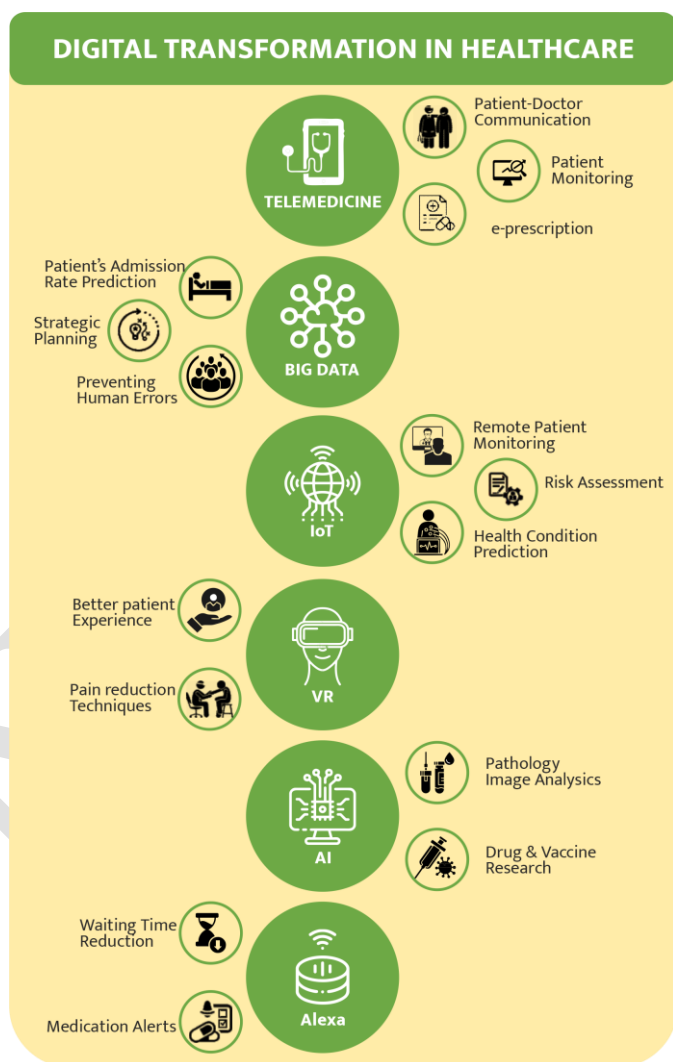 DIGITAL TRANSFORMATION IN HEALTHCARE
TELEMEDICINE
Patient-Doctor
Communication
Patient
Monitoring
e-prescription
BIG DATA
Patient’s Admission
Rate Prediction
Strategic
Planning
Preventing
Human Errors
IoT
Remote Patient
Monitoring
Risk Assessment
Health Condition
Prediction
VR
Better patient
Experience
Pain reduction
Techniques
AI
Pathology
Image Analysics
Drug & Vaccine
Research
Alexa
Waiting Time
Reduction
Medication Alerts